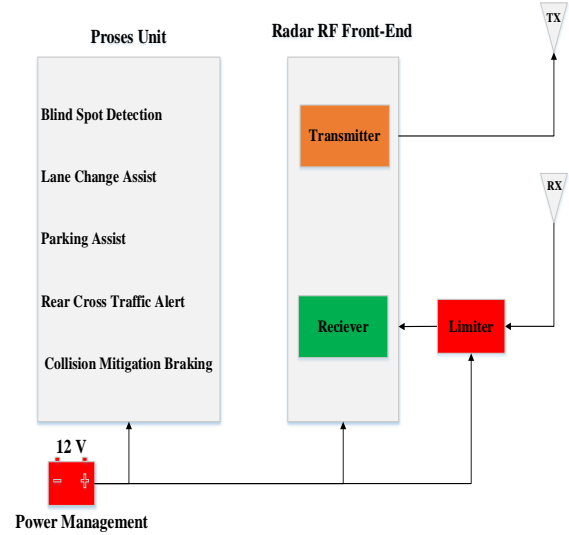 TX
Proses Unit
Radar RF Front-End
Blind Spot Detection
Transmitter
Lane Change Assist
RX
Parking Assist
Rear Cross Traffic Alert
Reciever
Limiter
Collision Mitigation Braking
12 V
− +
Power Management